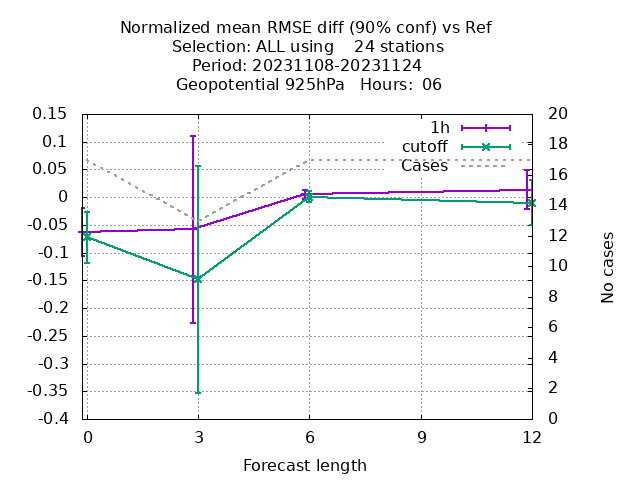 Normalized mean RMSE diff (90% conf) vs Ref
Selection: ALL using    24 stations
Period: 20231108-20231124
Geopotential 925hPa   Hours:  06
0.15
0.1
0.05
0
-0.05
-0.1
-0.15
-0.2
-0.25
-0.3
-0.35
-0.4
1h
cutoff
Cases
20
18
16
14
12
10
8
6
4
2
0
No cases
0 3 6 9 12
Forecast length